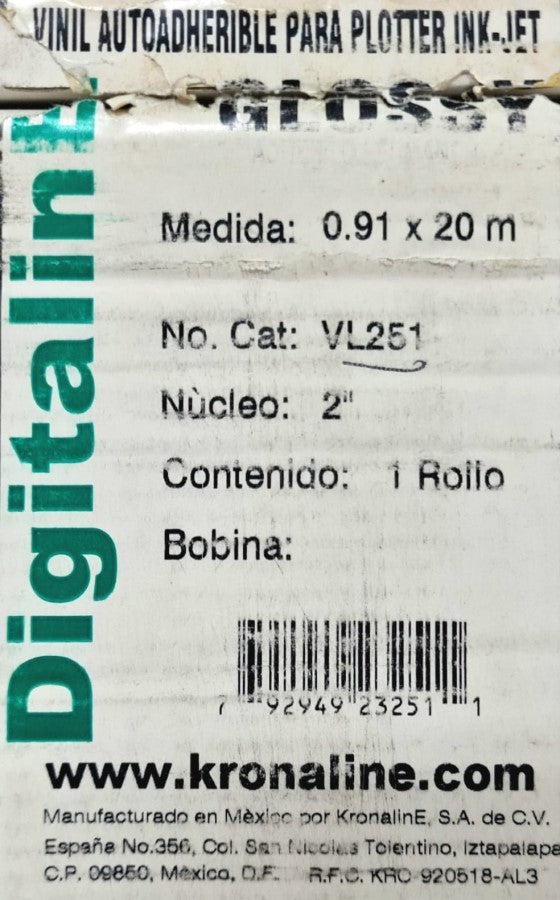 VINIL AUTOADHERIBLE PARA PLOTTER INK-JET
GLOSSY
DigitalinE
Medida: 0.91 x 20 m
No. Cat: VL251
Nùcleo: 2"
Contenido: 1 Rollo
Bobina:
7 92949 23251 1
www.kronaline.com
Manufacturado en Mèxico por KronalinE, S.A. de C.V.
España No.356, Col. San Nicolas Tolentino, Iztapalapa
C.P. 09850, Mexico, D.F. R.F.C. KRO 920518-AL3